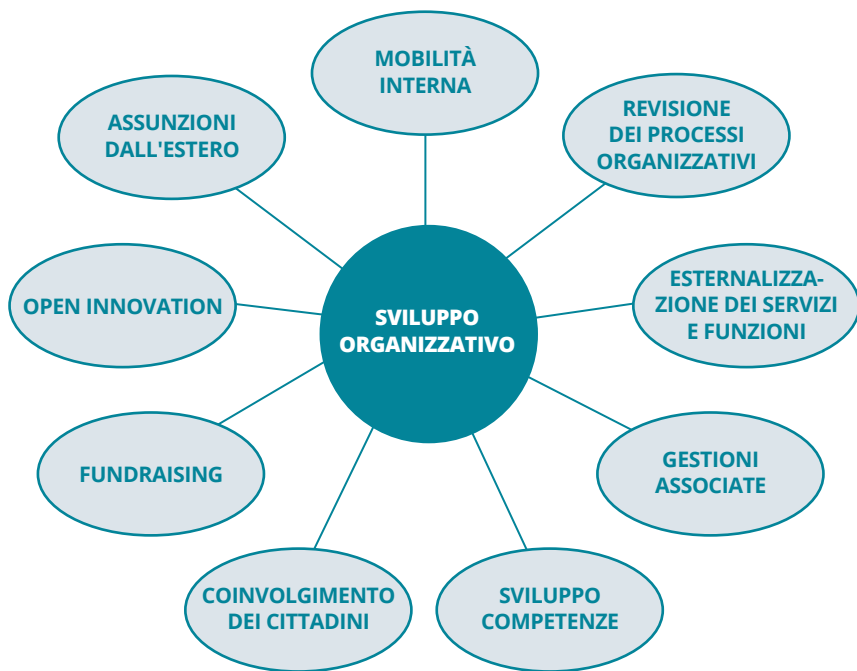 MOBILITÀ
INTERNA
REVISIONE
DEI PROCESSI
ORGANIZZATIVI
ESTERNALIZZA-
AZIONE DEI SERVIZI
E FUNZIONI
GESTIONI
ASSOCIATE
SVILUPPO
COMPETENZE
COINVOLGIMENTO
DEI CITTADINI
FUNDRAISING
OPEN INNOVATION
ASSUNZIONI
DALL'ESTERO
SVILUPPO
ORGANIZZATIVO